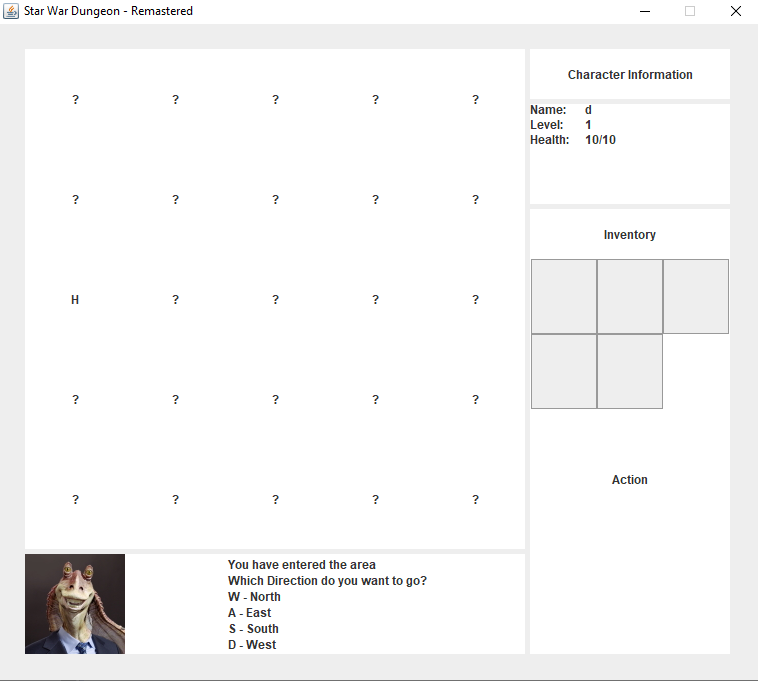 Star War Dungeon - Remastered
? ? ? ? ?
? ? ? ? ?
H ? ? ? ?
? ? ? ? ?
? ? ? ? ?
You have entered the area
Which Direction do you want to go?
W - North
A - East
S - South
D - West
Character Information
Name: d
Level: 1
Health: 10/10
Inventory
Action